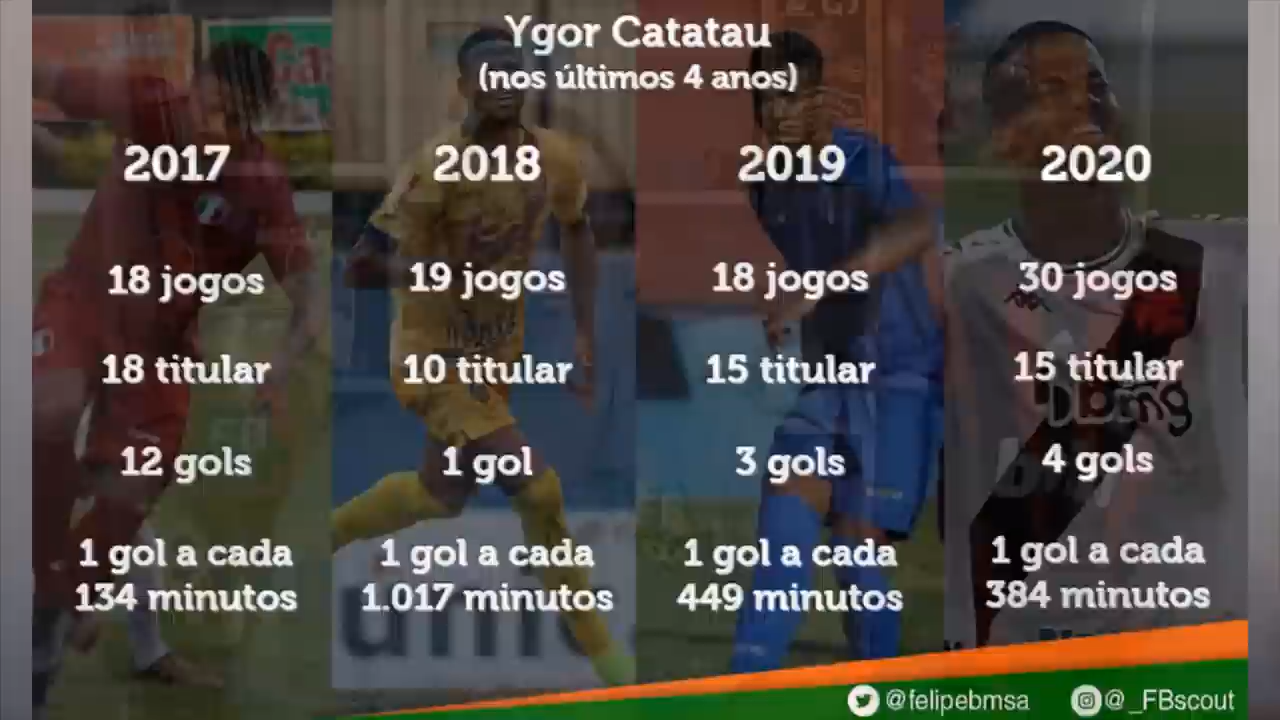 Ygor Catatau
(nos últimos 4 anos)
2017
18 jogos
18 titular
12 gols
1 gol a cada
134 minutos
2018
19 jogos
10 titular
1 gol
1 gol a cada
1.017 minutos
2019
18 jogos
15 titular
3 gols
1 gol a cada
449 minutos
2020
30 jogos
15 titular
4 gols
1 gol a cada
384 minutos
@felipebmsa
@_FBscout